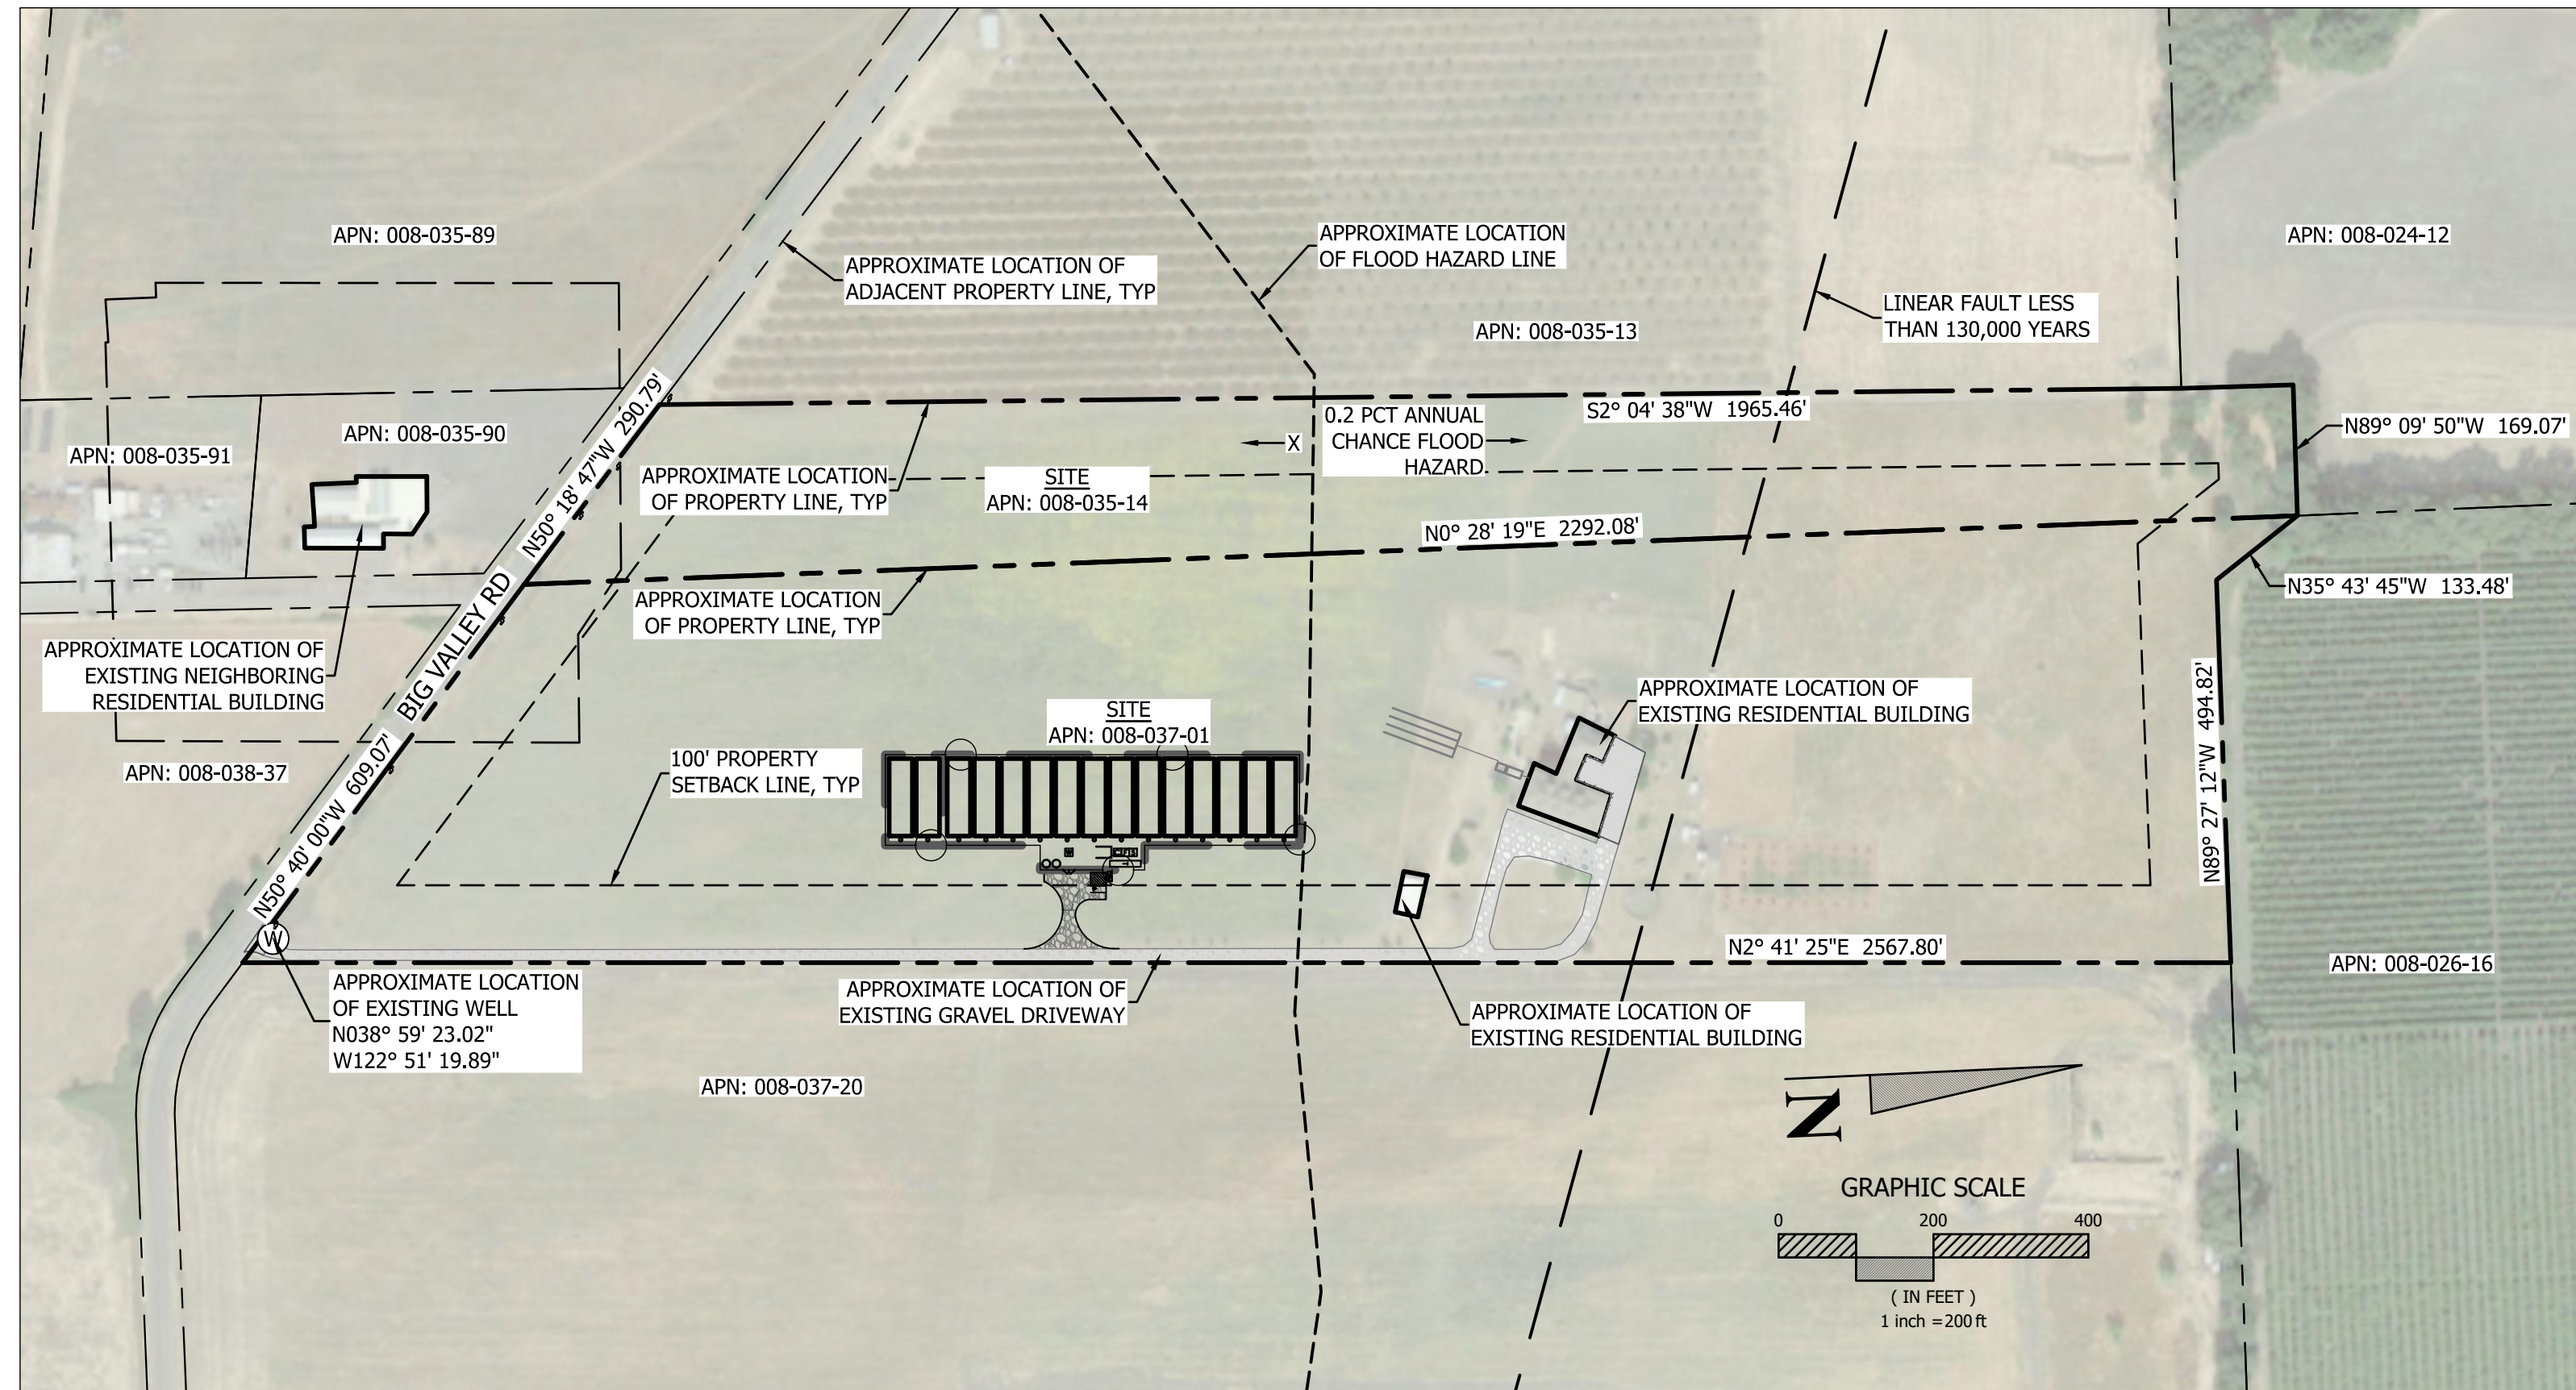 APN: 008-035-89
APPROXIMATE LOCATION OF
ADJACENT PROPERTY LINE, TYP
APPROXIMATE LOCATION
OF FLOOD HAZARD LINE
APN: 008-024-12
LINEAR FAULT LESS
THAN 130,000 YEARS
APN: 008-035-13
APN: 008-035-90
APN: 008-035-91
N50° 18' 47"W 290.79'
0.2 PCT ANNUAL
CHANCE FLOOD
HAZARD
X
S2° 04' 38"W 1965.46'
N89° 09' 50"W 169.07'
APPROXIMATE LOCATION
OF PROPERTY LINE, TYP
SITE
APN: 008-035-14
N0° 28' 19"E 2292.08'
N35° 43' 45"W 133.48'
APPROXIMATE LOCATION
OF PROPERTY LINE, TYP
BIG VALLEY RD
APPROXIMATE LOCATION OF
EXISTING NEIGHBORING
RESIDENTIAL BUILDING
APPROXIMATE LOCATION OF
EXISTING RESIDENTIAL BUILDING
SITE
APN: 008-037-01
N89° 27' 12"W 494.82'
100' PROPERTY
SETBACK LINE, TYP
APN: 008-038-37
N50° 40' 00"W 609.07'
W
N2° 41' 25"E 2567.80'
APN: 008-026-16
APPROXIMATE LOCATION
OF EXISTING WELL
N038° 59' 23.02"
W122° 51' 19.89"
APPROXIMATE LOCATION OF
EXISTING GRAVEL DRIVEWAY
APPROXIMATE LOCATION OF
EXISTING RESIDENTIAL BUILDING
APN: 008-037-20
N
GRAPHIC SCALE
0 200 400
( IN FEET )
1 inch = 200 ft